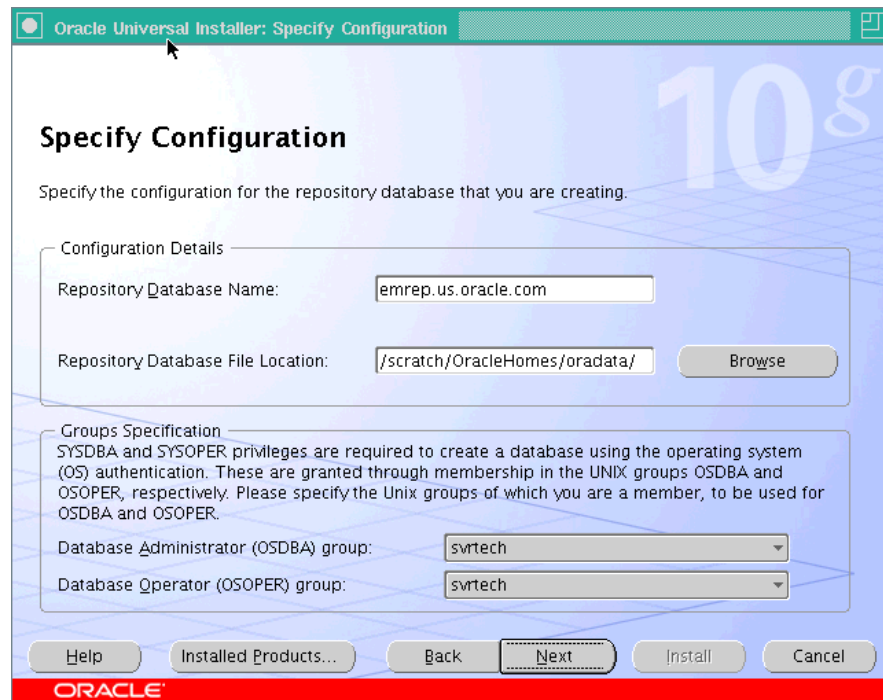 Oracle Universal Installer: Specify Configuration
10g
Specify Configuration
Specify the configuration for the repository database that you are creating.
Configuration Details
Repository Database Name:
emrep.us.oracle.com
Repository Database File Location:
/scratch/OracleHomes/oradata/
Browse
Groups Specification
SYSDBA and SYSOPER privileges are required to create a database using the operating system
(OS) authentication. These are granted through membership in the UNIX groups OSDBA and
OSOPER, respectively. Please specify the Unix groups of which you are a member, to be used for
OSDBA and OSOPER.
Database Administrator (OSDBA) group:
svrtech
Database Operator (OSOPER) group:
svrtech
Help
Installed Products...
Back
Next
Install
Cancel
ORACLE